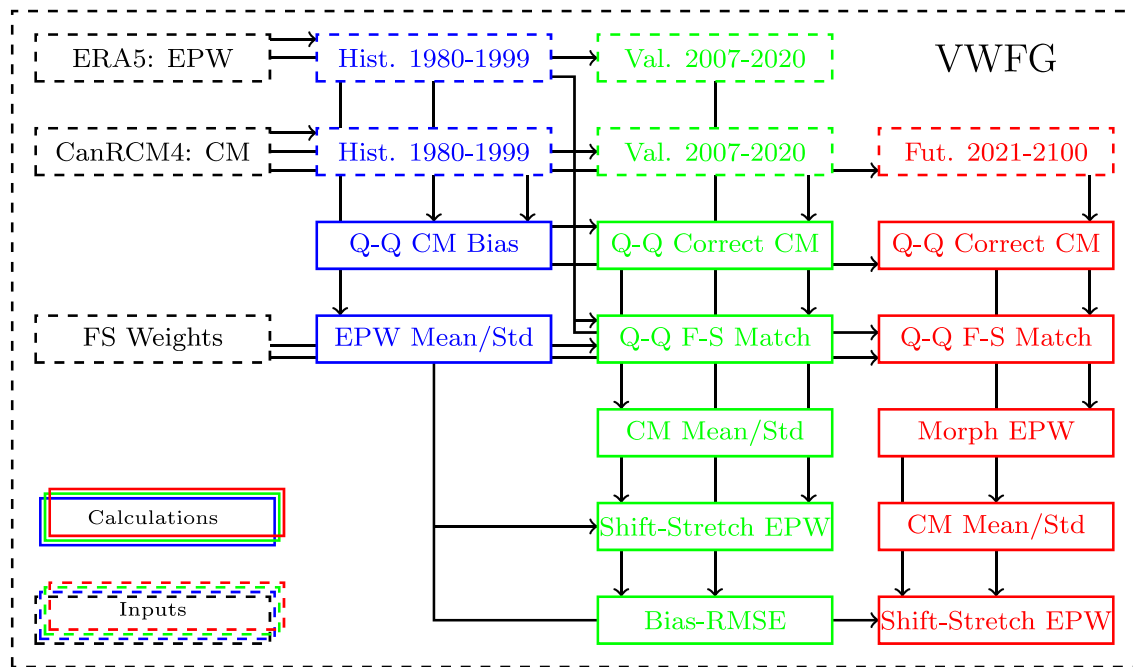 ERA5: EPW
Hist. 1980-1999
Val. 2007-2020
VWFG
CanRCM4: CM
Hist. 1980-1999
Val. 2007-2020
Fut. 2021-2100
Q-Q CM Bias
Q-Q Correct CM
Q-Q Correct CM
FS Weights
EPW Mean/Std
Q-Q F-S Match
Q-Q F-S Match
CM Mean/Std
Morph EPW
Calculations
Shift-Stretch EPW
CM Mean/Std
Inputs
Bias-RMSE
Shift-Stretch EPW